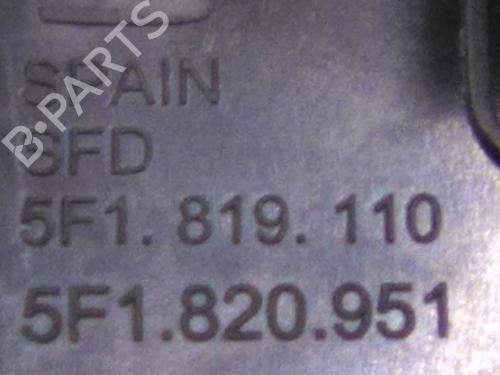 SPAIN
SFD
5F1. 819. 110
5F1.820.951
B-PARTS